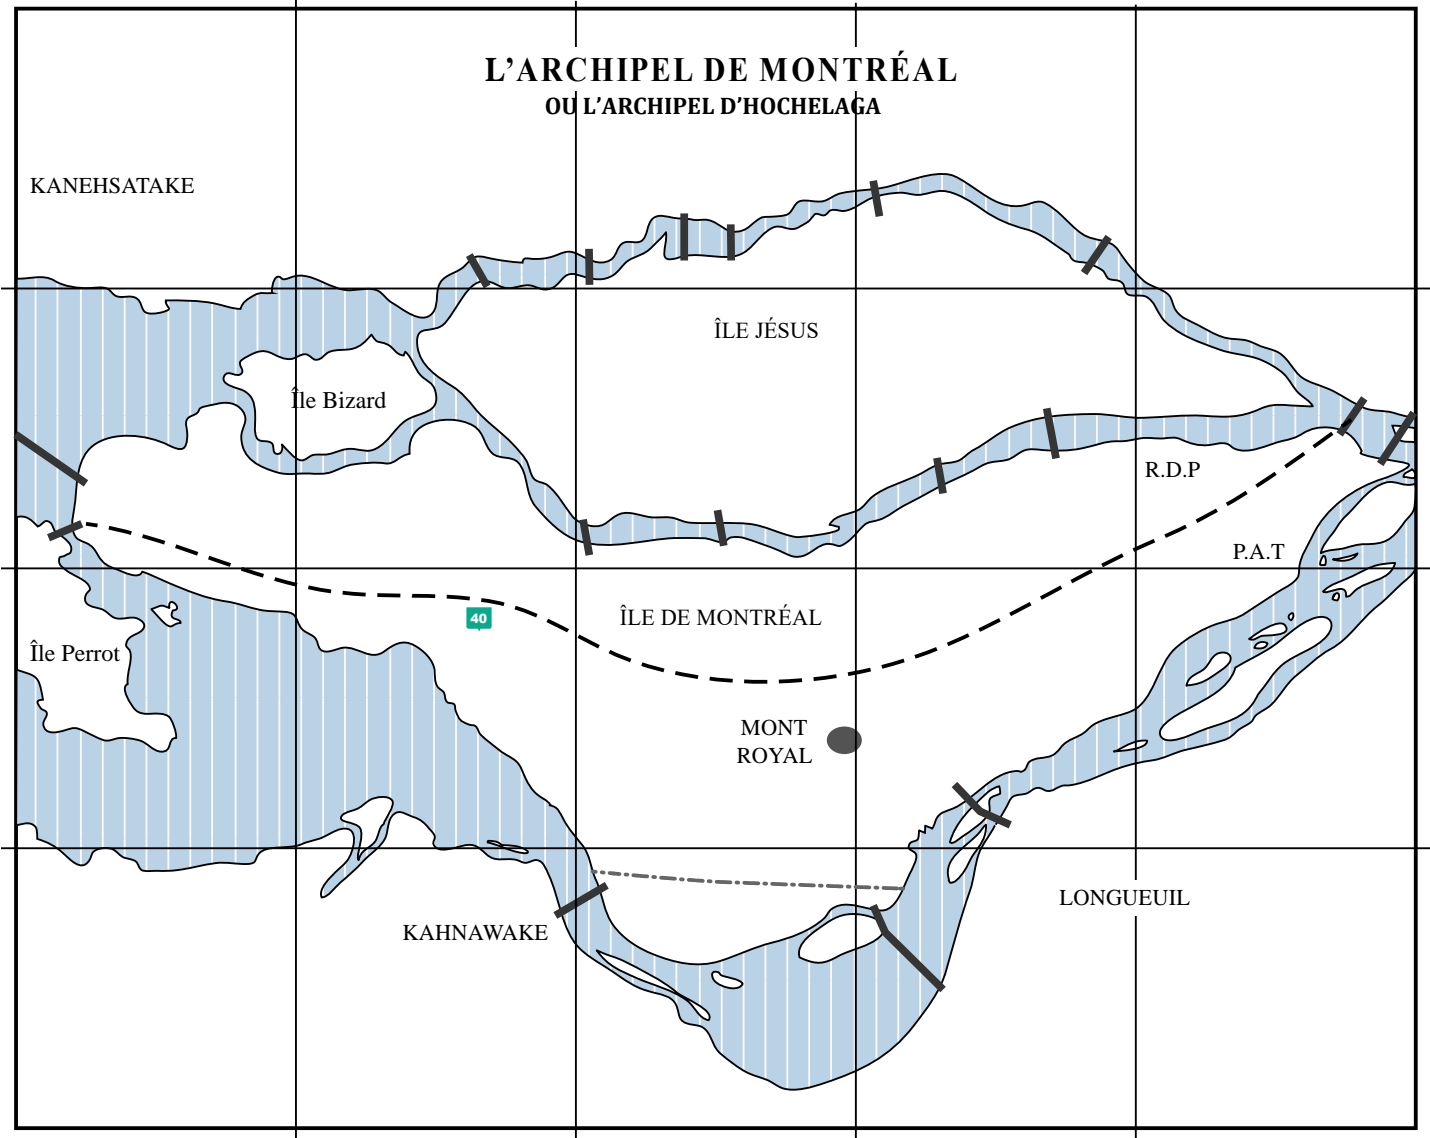 L’ARCHIPEL DE MONTRÉAL
OU L’ARCHIPEL D’HOCHELAGA
KANEHSATAKE
ÎLE JÉSUS
Île Bizard
R.D.P
P.A.T
40
ÎLE DE MONTRÉAL
Île Perrot
MONT
ROYAL
LONGUEUIL
KAHNAWAKE